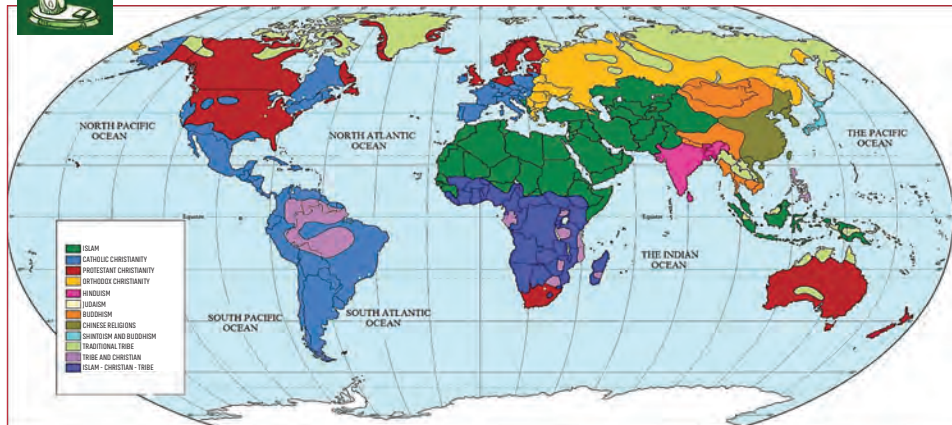 NORTH PACIFIC
OCEAN
NORTH ATLANTIC
OCEAN
THE PACIFIC
OCEAN
Equator
Equator
THE INDIAN
OCEAN
SOUTH PACIFIC
OCEAN
SOUTH ATLANTIC
OCEAN
ISLAM
CATHOLIC CHRISTIANITY
PROTESTANT CHRISTIANITY
ORTHODOX CHRISTIANITY
HINDUISM
JUDAISM
BUDDHISM
CHINESE RELIGIONS
SHINTOISM AND BUDDHISM
TRADITIONAL TRIBE
TRIBE AND CHRISTIAN
ISLAM - CHRISTIAN - TRIBE